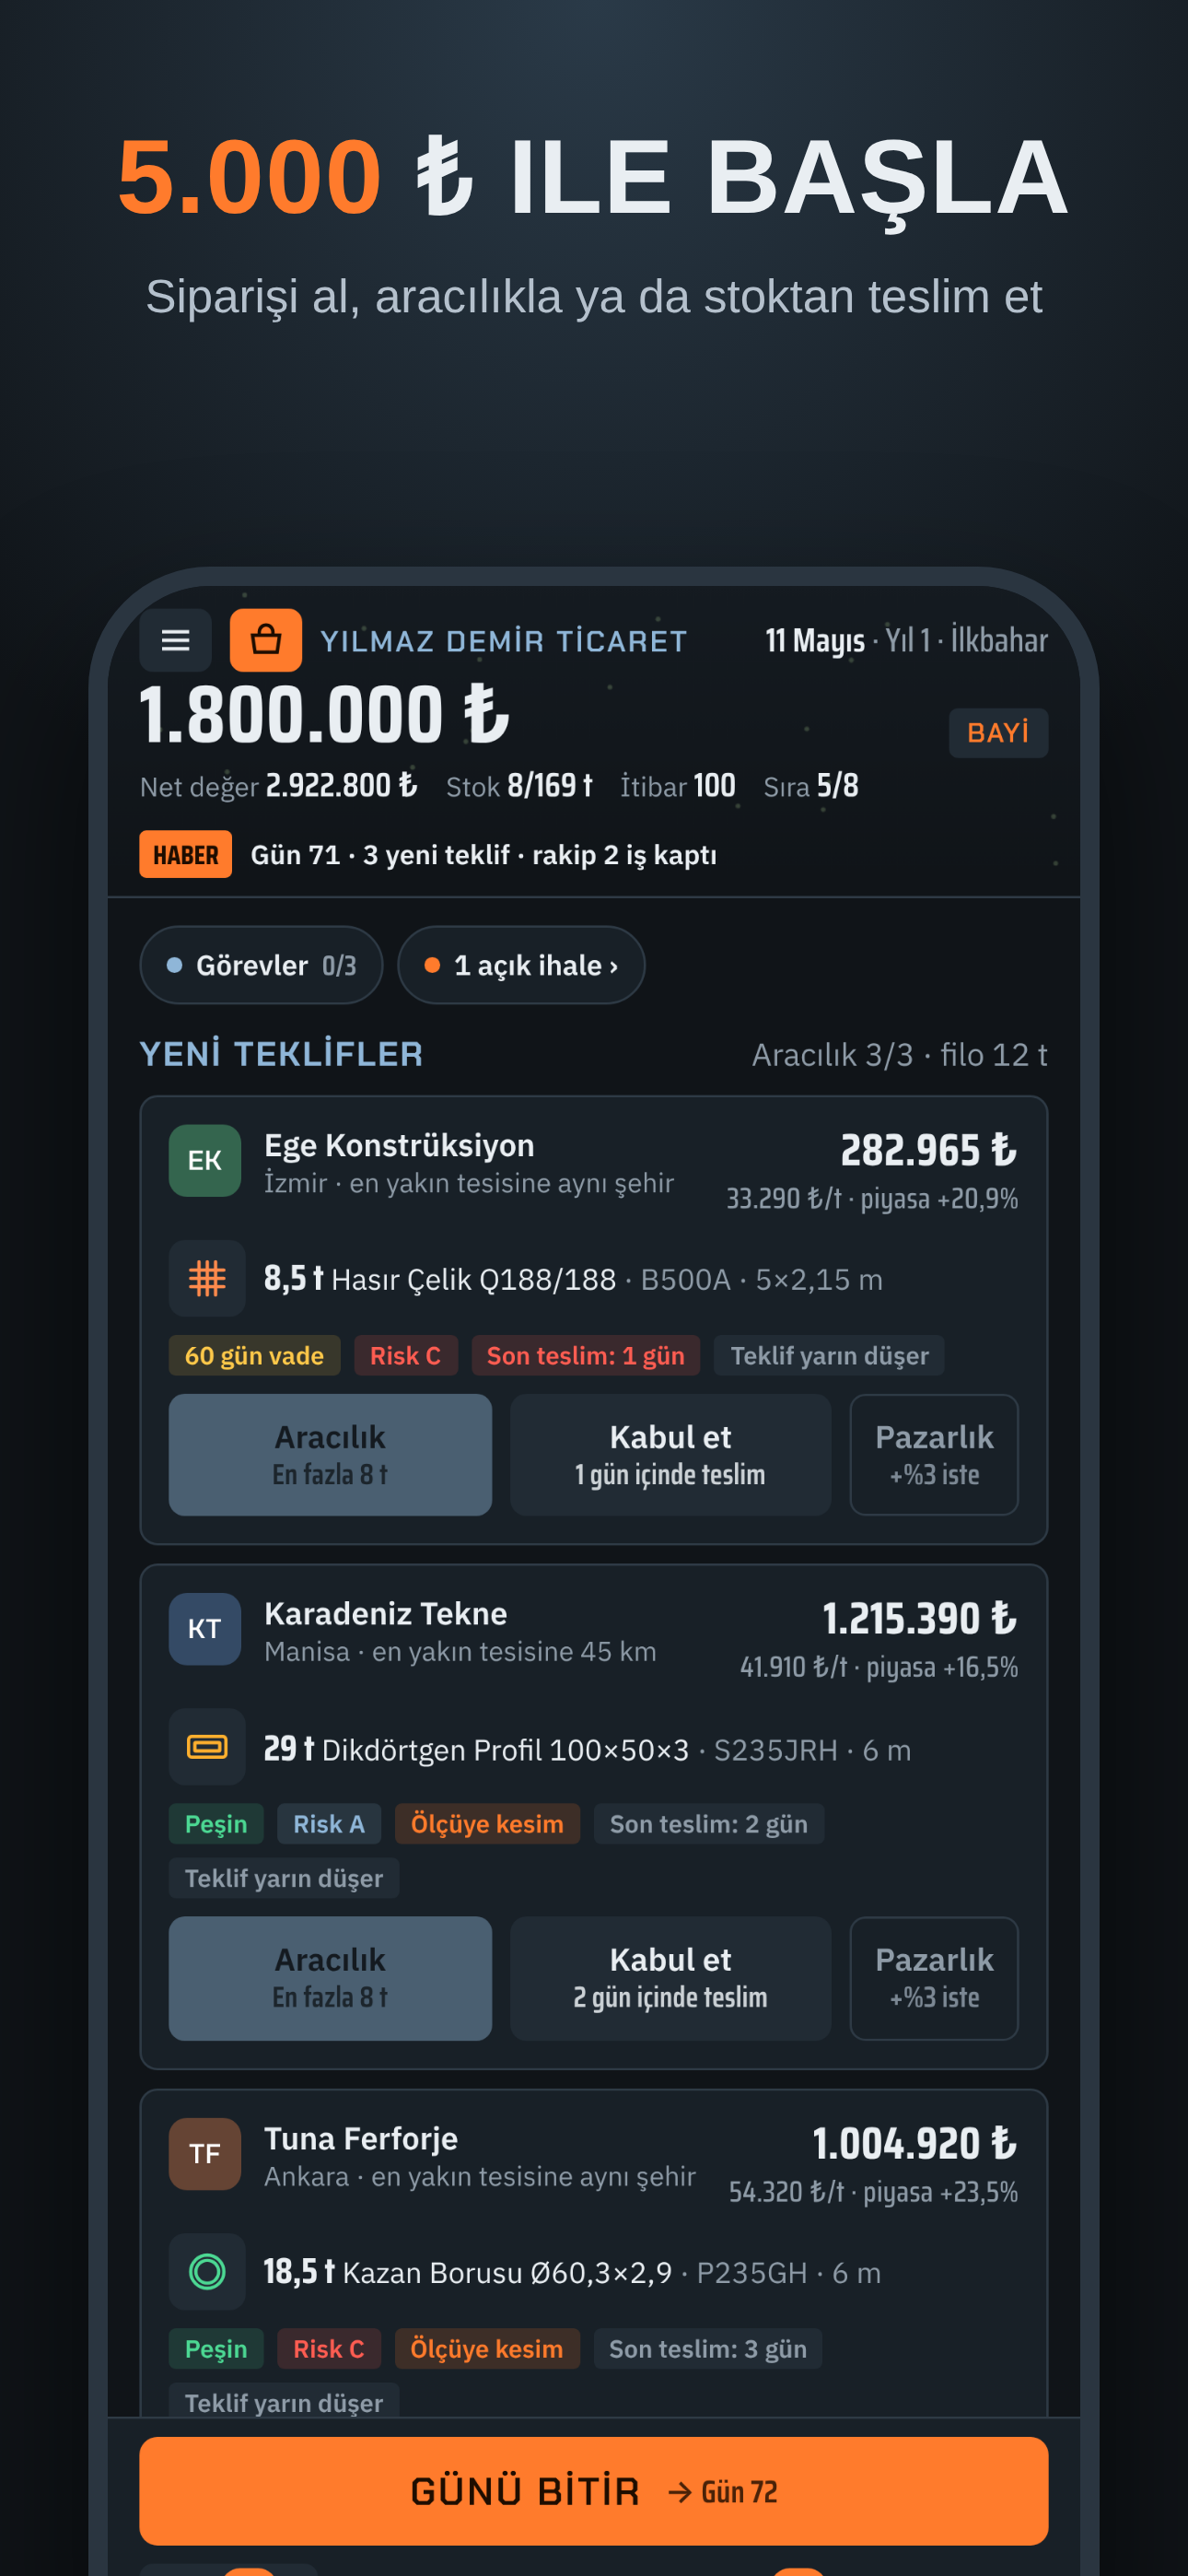 5.000 ₺ ILE BAŞLA
Siparişi al, aracılıkla ya da stoktan teslim et
YILMAZ DEMİR TİCARET 11 Mayıs · Yıl 1 · İlkbahar
1.800.000 ₺ BAYİ
Net değer 2.922.800 ₺ Stok 8/169 t İtibar 100 Sıra 5/8
HABER Gün 71 · 3 yeni teklif · rakip 2 iş kaptı
Görevler 0/3 1 açık ihale ›
YENİ TEKLİFLER Aracılık 3/3 · filo 12 t
EK Ege Konstrüksiyon 282.965 ₺
İzmir · en yakın tesisine aynı şehir 33.290 ₺/t · piyasa +20,9%
8,5 t Hasır Çelik Q188/188 · B500A · 5×2,15 m
60 gün vade Risk C Son teslim: 1 gün Teklif yarın düşer
Aracılık Kabul et Pazarlık
En fazla 8 t 1 gün içinde teslim +%3 iste
KT Karadeniz Tekne 1.215.390 ₺
Manisa · en yakın tesisine 45 km 41.910 ₺/t · piyasa +16,5%
29 t Dikdörtgen Profil 100×50×3 · S235JRH · 6 m
Peşin Risk A Ölçüye kesim Son teslim: 2 gün
Teklif yarın düşer
Aracılık Kabul et Pazarlık
En fazla 8 t 2 gün içinde teslim +%3 iste
TF Tuna Ferforje 1.004.920 ₺
Ankara · en yakın tesisine aynı şehir 54.320 ₺/t · piyasa +23,5%
18,5 t Kazan Borusu Ø60,3×2,9 · P235GH · 6 m
Peşin Risk C Ölçüye kesim Son teslim: 3 gün
Teklif yarın düşer
GÜNÜ BİTİR → Gün 72